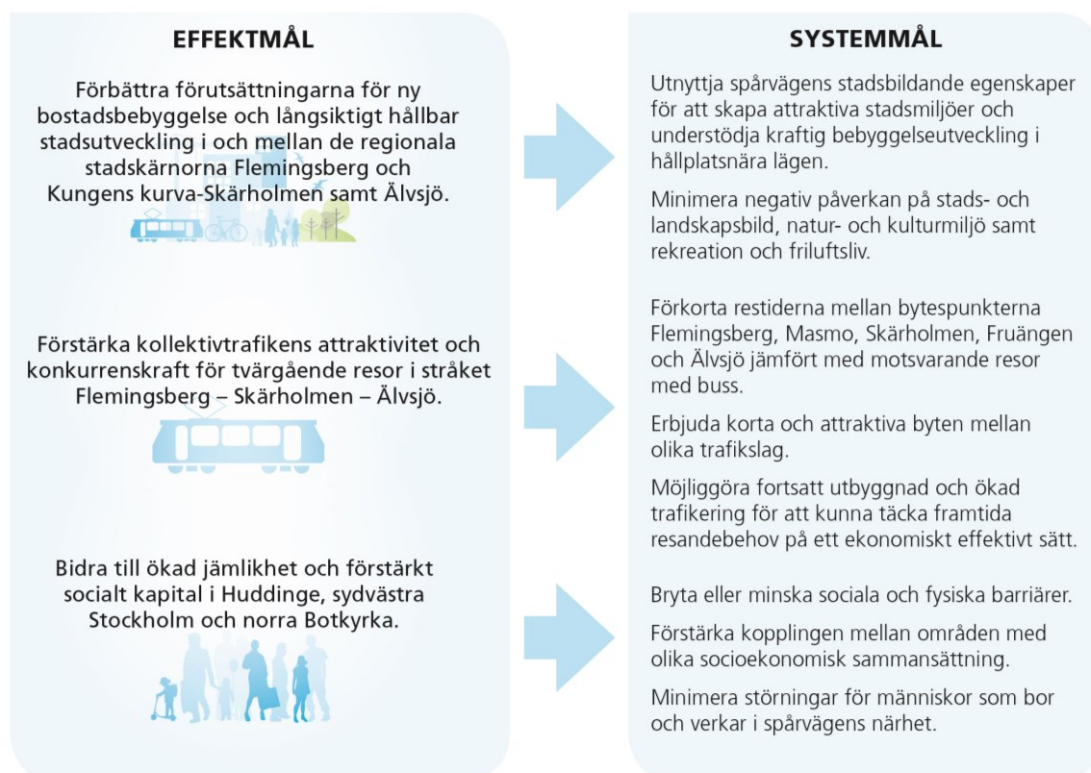 EFFEKTMÅL
Förbättra förutsättningarna för ny
bostadsbebyggelse och långsiktigt hållbar
stadsutveckling i och mellan de regionala
stadskärnorna Flemingsberg och
Kungens kurva-Skärholmen samt Älvsjö.
Förstärka kollektivtrafikens attraktivitet och
konkurrenskraft för tvärgående resor i stråket
Flemingsberg – Skärholmen – Älvsjö.
Bidra till ökad jämlikhet och förstärkt
socialt kapital i Huddinge, sydvästra
Stockholm och norra Botkyrka.
SYSTEMMÅL
Utnyttja spårvägens stadsbildande egenskaper
för att skapa attraktiva stadsmiljöer och
understödja kraftig bebyggelseutveckling i
hållplatsnära lägen.
Minimera negativ påverkan på stads- och
landskapsbild, natur- och kulturmiljö samt
rekreation och friluftsliv.
Förkorta restiderna mellan bytespunkterna
Flemingsberg, Masmo, Skärholmen, Fruängen
och Älvsjö jämfört med motsvarande resor
med buss.
Erbjuda korta och attraktiva byten mellan
olika trafikslag.
Möjliggöra fortsatt utbyggnad och ökad
trafikering för att kunna täcka framtida
resandebehov på ett ekonomiskt effektivt sätt.
Bryta eller minska sociala och fysiska barriärer.
Förstärka kopplingen mellan områden med
olika socioekonomisk sammansättning.
Minimera störningar för människor som bor
och verkar i spårvägens närhet.